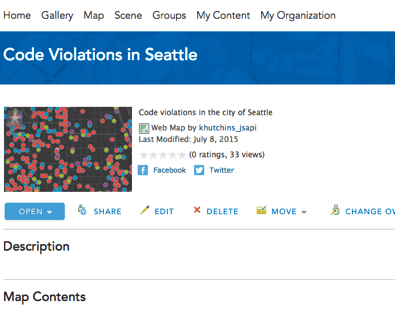 Home Gallery Map Scene Groups My Content My Organization
Code Violations in Seattle
Code violations in the city of Seattle
Web Map by khutchins_jsapi
Last Modified: July 8, 2015
(0 ratings, 33 views)
Facebook Twitter
OPEN SHARE EDIT DELETE MOVE CHANGE OW
Description
Map Contents